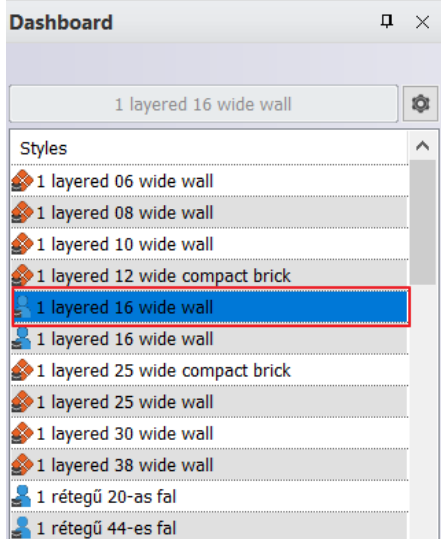 Dashboard
1 layered 16 wide wall
Styles
1 layered 06 wide wall
1 layered 08 wide wall
1 layered 10 wide wall
1 layered 12 wide compact brick
1 layered 16 wide wall
1 layered 16 wide wall
1 layered 25 wide compact brick
1 layered 25 wide wall
1 layered 30 wide wall
1 layered 38 wide wall
1 rétegű 20-as fal
1 rétegű 44-es fal